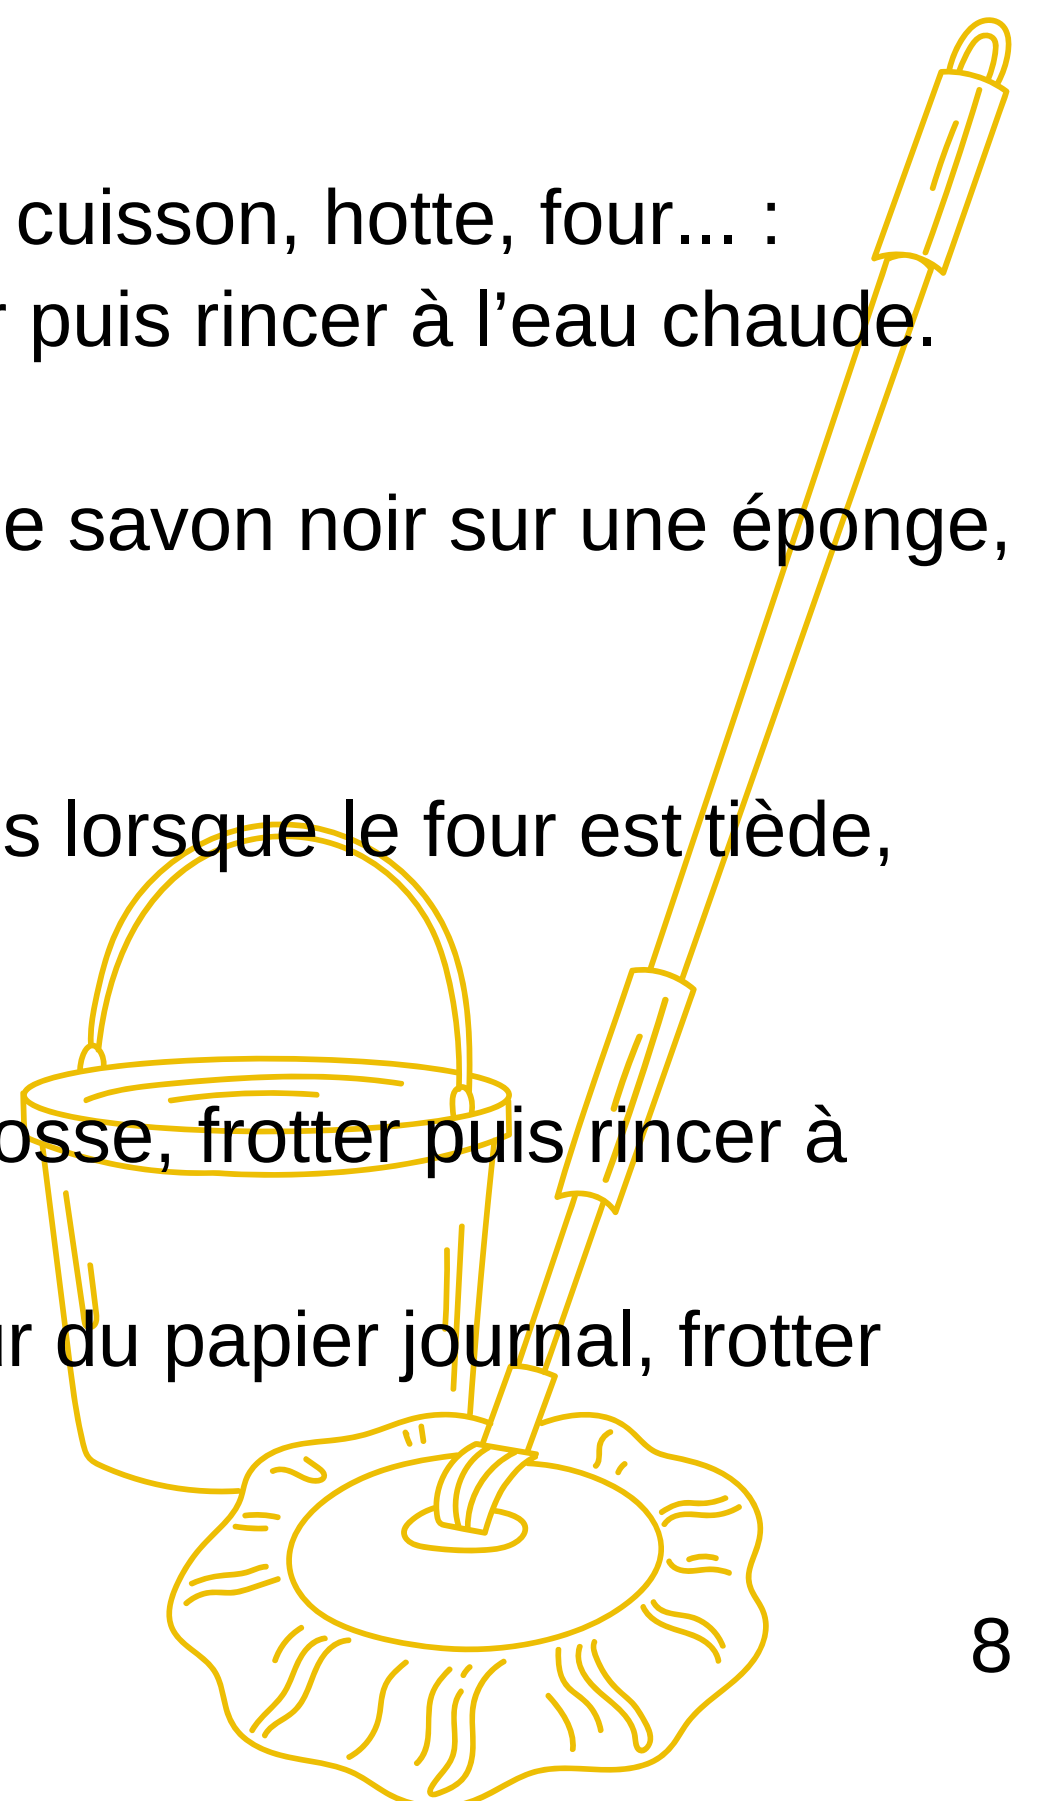 cuisson, hotte, four... :
puis rincer à l’eau chaude.
savon noir sur une éponge,
lorsque le four est tiède,
frotter puis rincer à
du papier journal, frotter
8